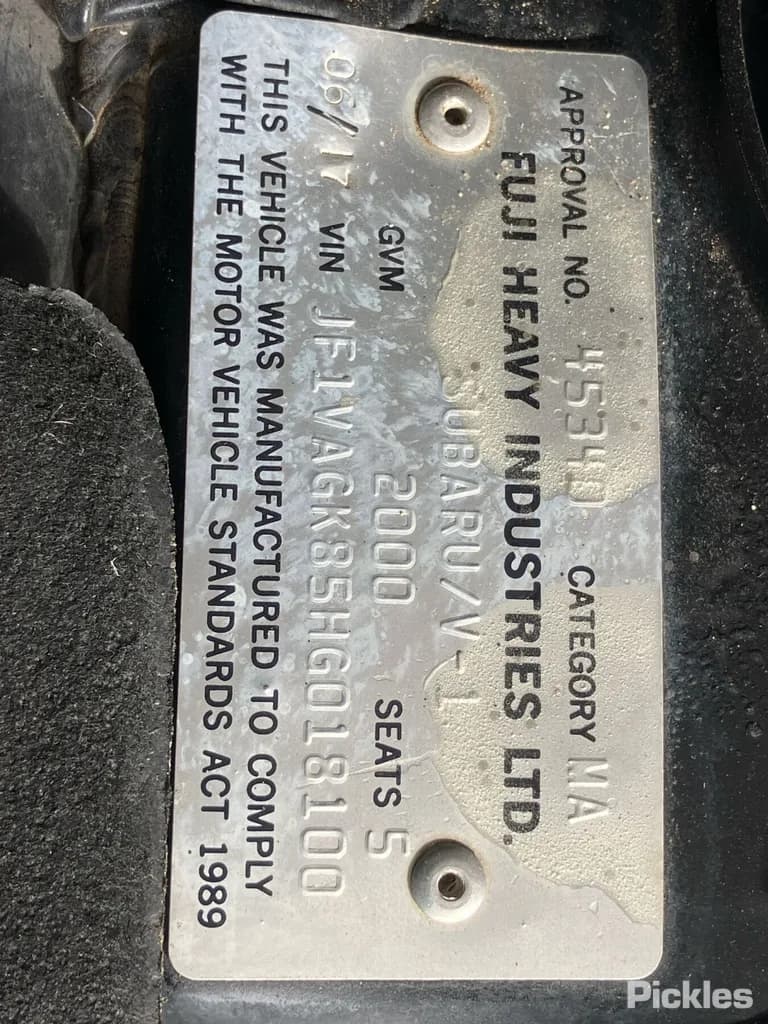 APPROVAL NO. 45340 CATEGORY MA
FUJI HEAVY INDUSTRIES LTD.
SUBARU/V-1
GVM 2000 SEATS 5
06/17 VIN JF1VAGK85HG018100
THIS VEHICLE WAS MANUFACTURED TO COMPLY
WITH THE MOTOR VEHICLE STANDARDS ACT 1989
Pickles